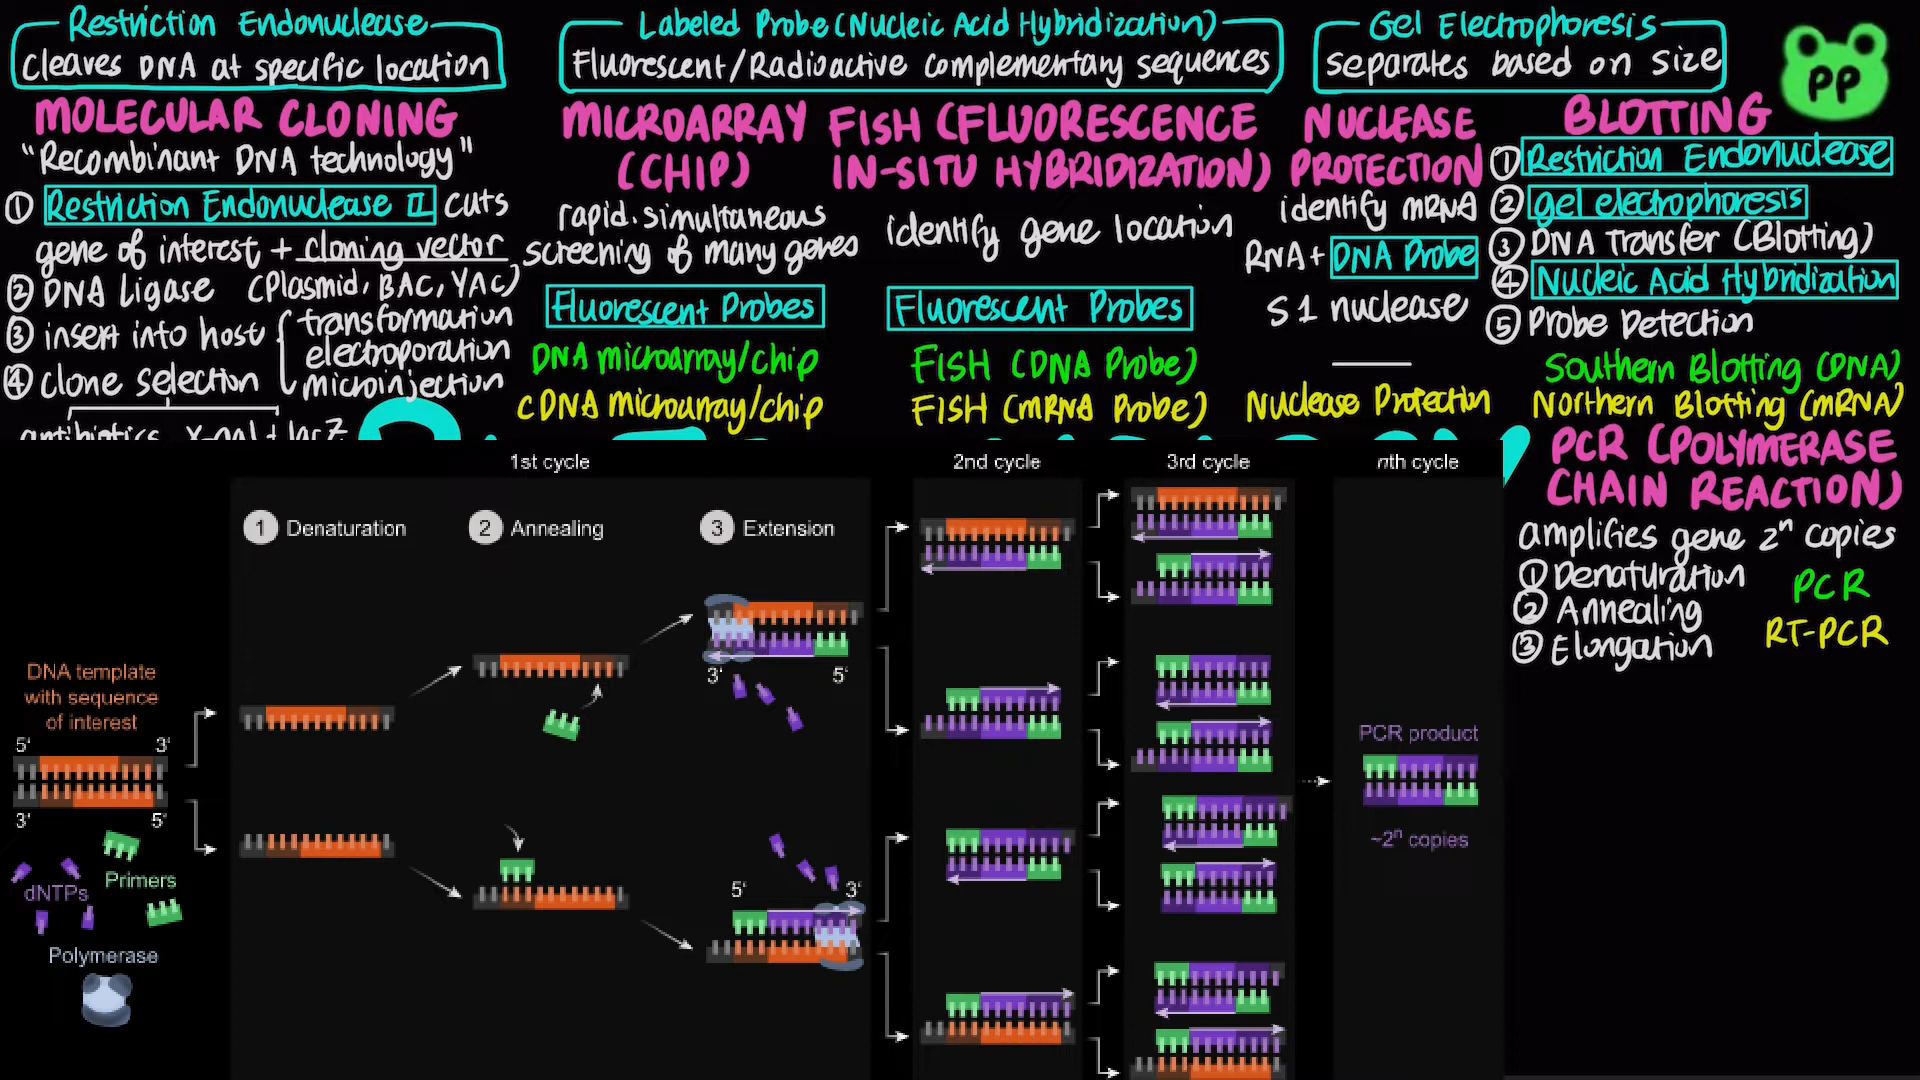 Restriction Endonuclease
Cleaves DNA at specific location
MOLECULAR CLONING
"Recombinant DNA technology"
① Restriction Endonuclease II cuts
gene of interest + cloning vector
② DNA Ligase (Plasmid, BAC, YAC)
③ insert into host { transformation
electroporation
microinjection
④ clone selection
antibiotics X-gal + lacZ
Labeled Probe (Nucleic Acid Hybridization)
Fluorescent/Radioactive complementary sequences
MICROARRAY
(CHIP)
rapid. simultaneous
screening of many genes
Fluorescent Probes
DNA microarray/chip
cDNA microarray/chip
FISH (FLUORESCENCE
IN-SITU HYBRIDIZATION)
identify gene location
Fluorescent Probes
FISH (DNA Probe)
FISH (mRNA Probe)
Gel Electrophoresis
separates based on size
PP
NUCLEASE
PROTECTION
identify mRNA
RNA + DNA Probe
S1 nuclease
Nuclease Protection
BLOTTING
① Restriction Endonuclease
② gel electrophoresis
③ DNA Transfer (Blotting)
④ Nucleic Acid Hybridization
⑤ Probe Detection
Southern Blotting (DNA)
Northern Blotting (mRNA)
PCR (POLYMERASE
CHAIN REACTION)
amplifies gene 2ⁿ copies
① Denaturation
② Annealing
③ Elongation
PCR
RT-PCR
1st cycle
2nd cycle
3rd cycle
nth cycle
1 Denaturation
2 Annealing
3 Extension
DNA template
with sequence
of interest
5' 3'
3' 5'
Primers
dNTPs
Polymerase
3' 5'
5' 3'
PCR product
~2ⁿ copies